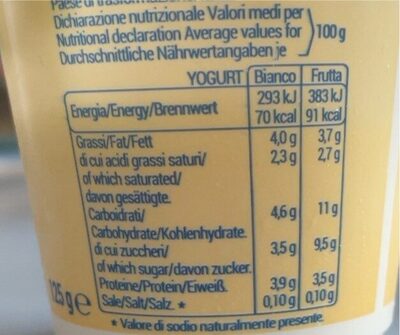 Paese di trasformazione
Dichiarazione nutrizionale Valori medi per
Nutritional declaration Average values for
Durchschnittliche Nährwertangaben je
100 g
YOGURT Bianco Frutta
Energia/Energy/Brennwert 293 kJ 383 kJ
70 kcal 91 kcal
Grassi/Fat/Fett 4,0 g 3,7 g
di cui acidi grassi saturi/ 2,3 g 2,7 g
of which saturated/
davon gesättigte.
Carboidrati/ 4,6 g 11 g
Carbohydrate/Kohlenhydrate.
di cui zuccheri/ 3,5 g 9,5 g
of which sugar/davon zucker.
Proteine/Protein/Eiweiß. 3,9 g 3,5 g
Sale/Salt/Salz. * 0,10 g 0,10 g
* Valore di sodio naturalmente presente.
125 g e